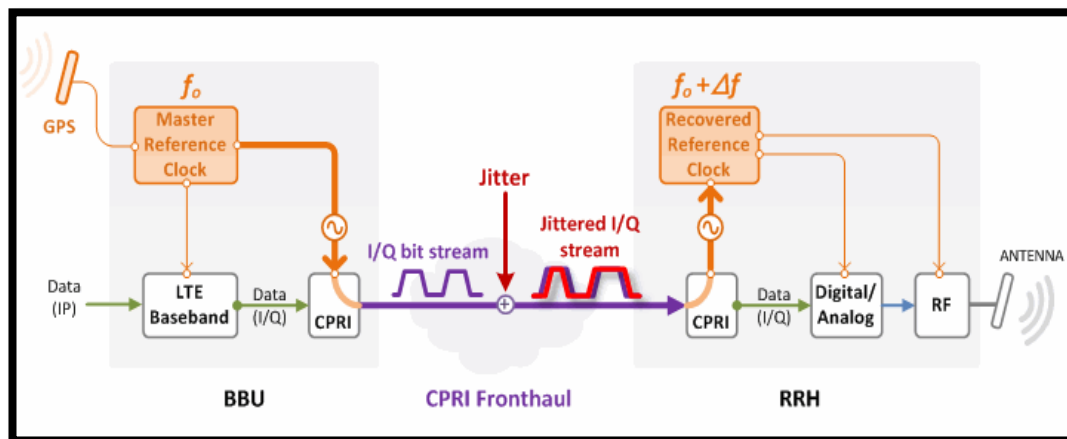 GPS
fo
Master
Reference
Clock
Data
(IP)
LTE
Baseband
Data
(I/Q)
CPRI
BBU
I/Q bit stream
Jitter
Jittered I/Q
stream
+
CPRI Fronthaul
fo + Δf
Recovered
Reference
Clock
CPRI
Data
(I/Q)
Digital/
Analog
RF
ANTENNA
RRH